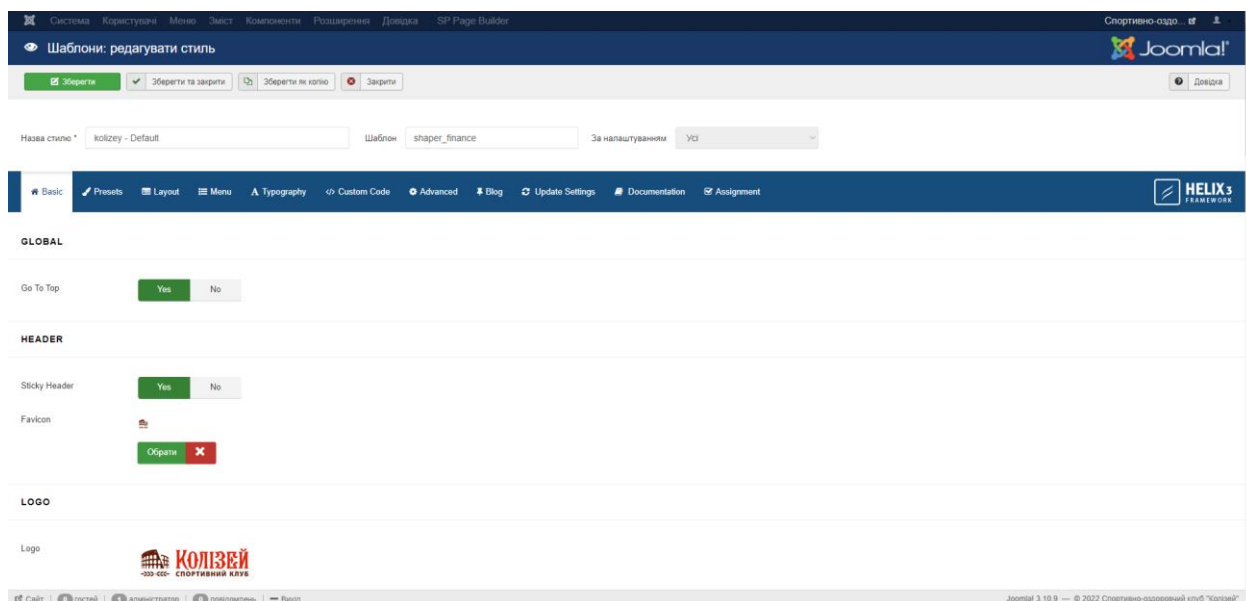 Система Користувачі Меню Зміст Компоненти Розширення Довідка SP Page Builder Спортивно-оздо...
Шаблони: редагувати стиль Joomla!
Зберегти Зберегти та закрити Зберегти як копію Закрити Довідка
Назва стилю * kolizey - Default Шаблон shaper_finance За налаштуванням Усі
Basic Presets Layout Menu Typography Custom Code Advanced Blog Update Settings Documentation Assignment HELIX3
FRAMEWORK
GLOBAL
Go To Top Yes No
HEADER
Sticky Header Yes No
Favicon
Обрати
LOGO
Logo КОЛІЗЕЙ
СПОРТИВНИЙ КЛУБ
Сайт 0 гостей 1 адміністратор 0 повідомлень Вихід Joomla! 3.10.9 — © 2022 Спортивно-оздоровчий клуб "Колізей"